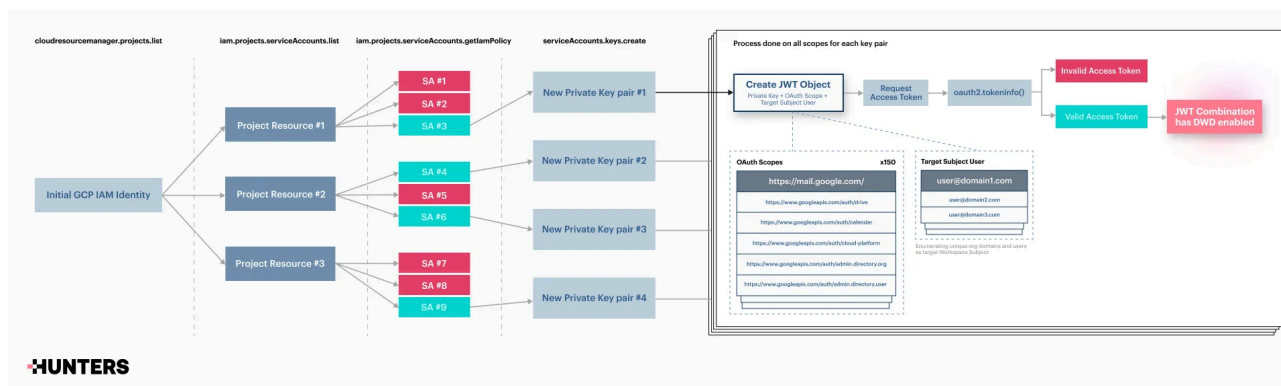 cloudresourcemanager.projects.list
iam.projects.serviceAccounts.list
iam.projects.serviceAccounts.getIamPolicy
serviceAccounts.keys.create
Initial GCP IAM Identity
Project Resource #1
Project Resource #2
Project Resource #3
SA #1
SA #2
SA #3
SA #4
SA #5
SA #6
SA #7
SA #8
SA #9
New Private Key pair #1
New Private Key pair #2
New Private Key pair #3
New Private Key pair #4
Process done on all scopes for each key pair
Create JWT Object
Private Key + OAuth Scope +
Target Subject User
Request
Access Token
oauth2.tokeninfo()
Invalid Access Token
Valid Access Token
JWT Combination
has DWD enabled
OAuth Scopes x150
https://mail.google.com/
https://www.googleapis.com/auth/drive
https://www.googleapis.com/auth/calendar
https://www.googleapis.com/auth/cloud-platform
https://www.googleapis.com/auth/admin.directory.org
https://www.googleapis.com/auth/admin.directory.user
Target Subject User
user@domain1.com
user@domain2.com
user@domain3.com
Enumerating unique org domains and users
as target Workspace Subject
HUNTERS